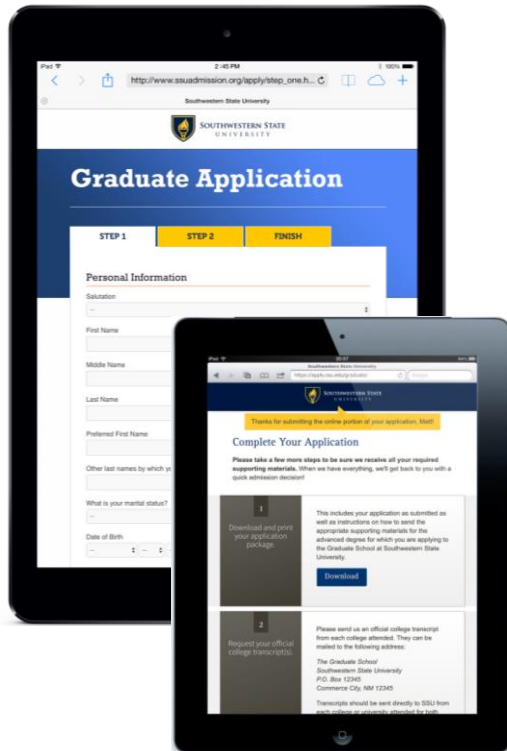 iPad
2:45 PM
100%
http://www.ssuadmission.org/apply/step_one.h...
Southwestern State University
SOUTHWESTERN STATE
UNIVERSITY
Graduate Application
STEP 1
STEP 2
FINISH
Personal Information
Salutation
--
First Name
Middle Name
Last Name
Preferred First Name
Other last names by which yo
What is your marital status?
--
Date of Birth
--
--
iPad
20:07
Southwestern State University
SOUTHWESTERN STATE
UNIVERSITY
Thanks for submitting the online portion of your application, Matt!
Complete Your Application
Please take a few more steps to be sure we receive all your required
supporting materials. When we have everything, we'll get back to you with a
quick admission decision!
1
Download and print
your application
package.
This includes your application as submitted as
well as instructions on how to send the
appropriate supporting materials for the
advanced degree for which you are applying to
the Graduate School at Southwestern State
University.
Download
2
Request your official
college transcript(s).
Please send us an official college transcript
from each college attended. They can be
mailed to the following address:
The Graduate School
Southwestern State University
P.O. Box 12345
Commerce City, NM 12345
Transcripts should be sent directly to SSU from
each college or university attended for both